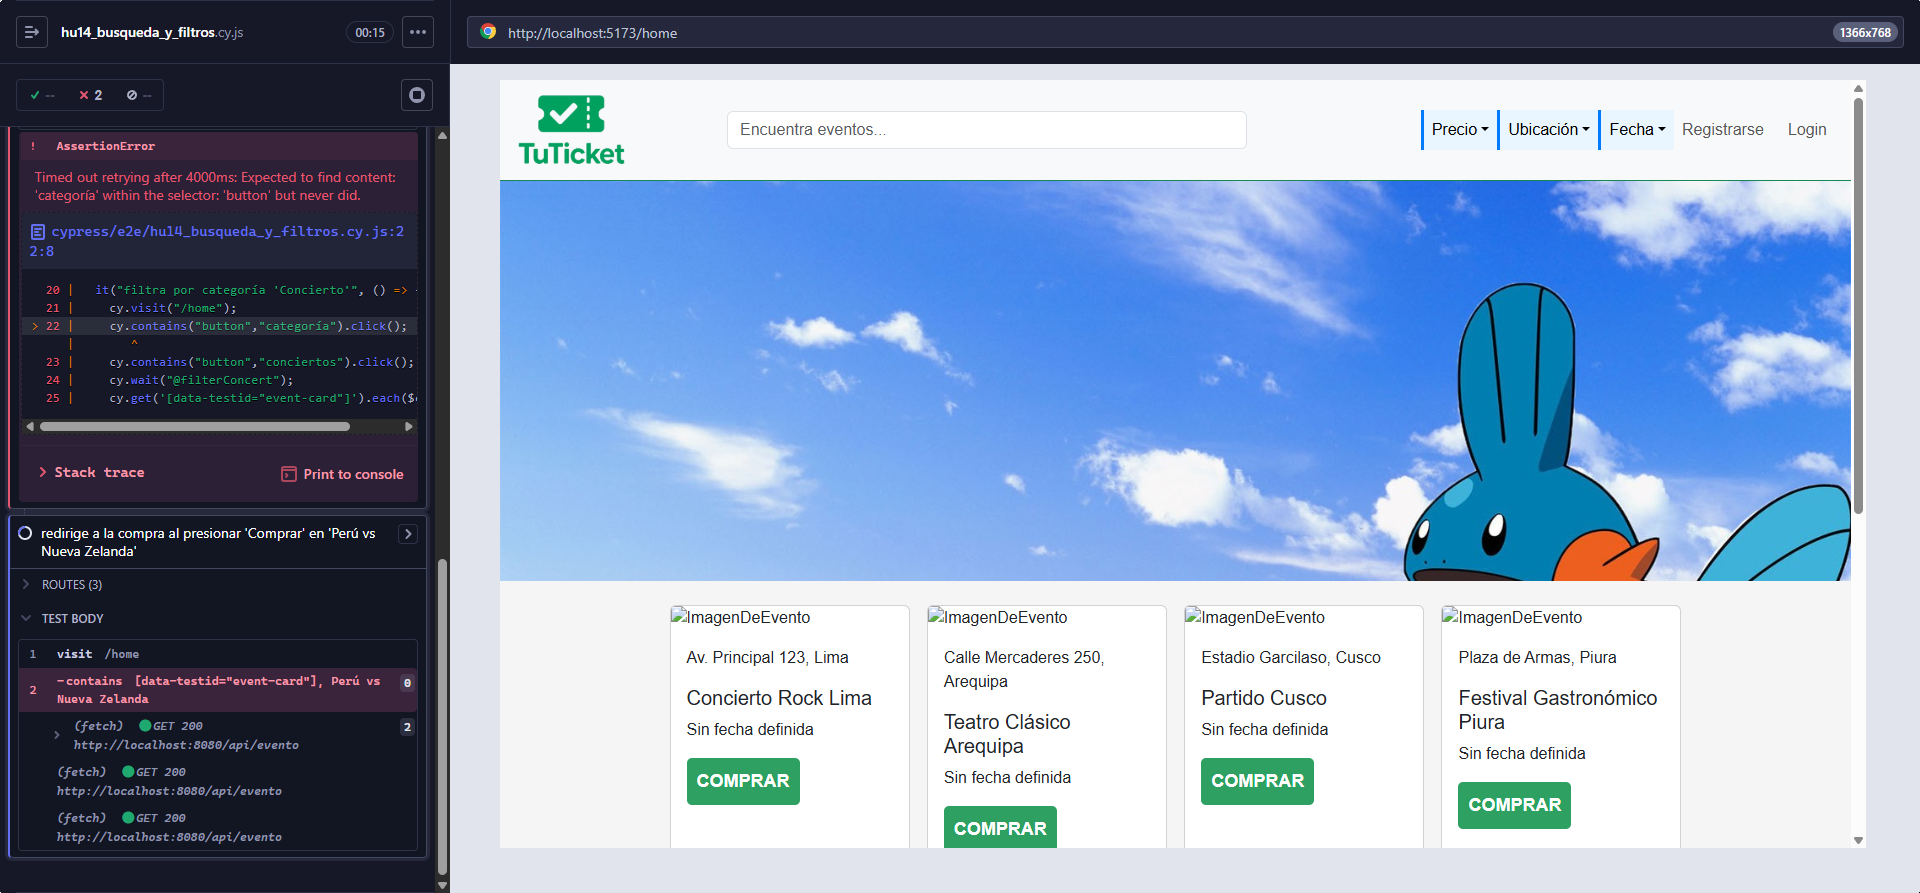 hu14_busqueda_y_filtros.cy.js
00:15
http://localhost:5173/home
1366x768
-- 2 --
! AssertionError
Timed out retrying after 4000ms: Expected to find content:
'categoría' within the selector: 'button' but never did.
cypress/e2e/hu14_busqueda_y_filtros.cy.js:2
2:8
20 | it("filtra por categoría 'Concierto'", () =>
21 | cy.visit("/home");
> 22 | cy.contains("button","categoría").click();
| ^
23 | cy.contains("button","conciertos").click();
24 | cy.wait("@filterConcert");
25 | cy.get('[data-testid="event-card"]').each($
> Stack trace
Print to console
redirige a la compra al presionar 'Comprar' en 'Perú vs
Nueva Zelanda'
ROUTES (3)
TEST BODY
1 visit /home
2 -contains [data-testid="event-card"], Perú vs
Nueva Zelanda 0
(fetch) GET 200 2
http://localhost:8080/api/evento
(fetch) GET 200
http://localhost:8080/api/evento
(fetch) GET 200
http://localhost:8080/api/evento
TuTicket
Encuentra eventos...
Precio Ubicación Fecha Registrarse Login
ImagenDeEvento
Av. Principal 123, Lima
Concierto Rock Lima
Sin fecha definida
COMPRAR
ImagenDeEvento
Calle Mercaderes 250,
Arequipa
Teatro Clásico
Arequipa
Sin fecha definida
COMPRAR
ImagenDeEvento
Estadio Garcilaso, Cusco
Partido Cusco
Sin fecha definida
COMPRAR
ImagenDeEvento
Plaza de Armas, Piura
Festival Gastronómico
Piura
Sin fecha definida
COMPRAR